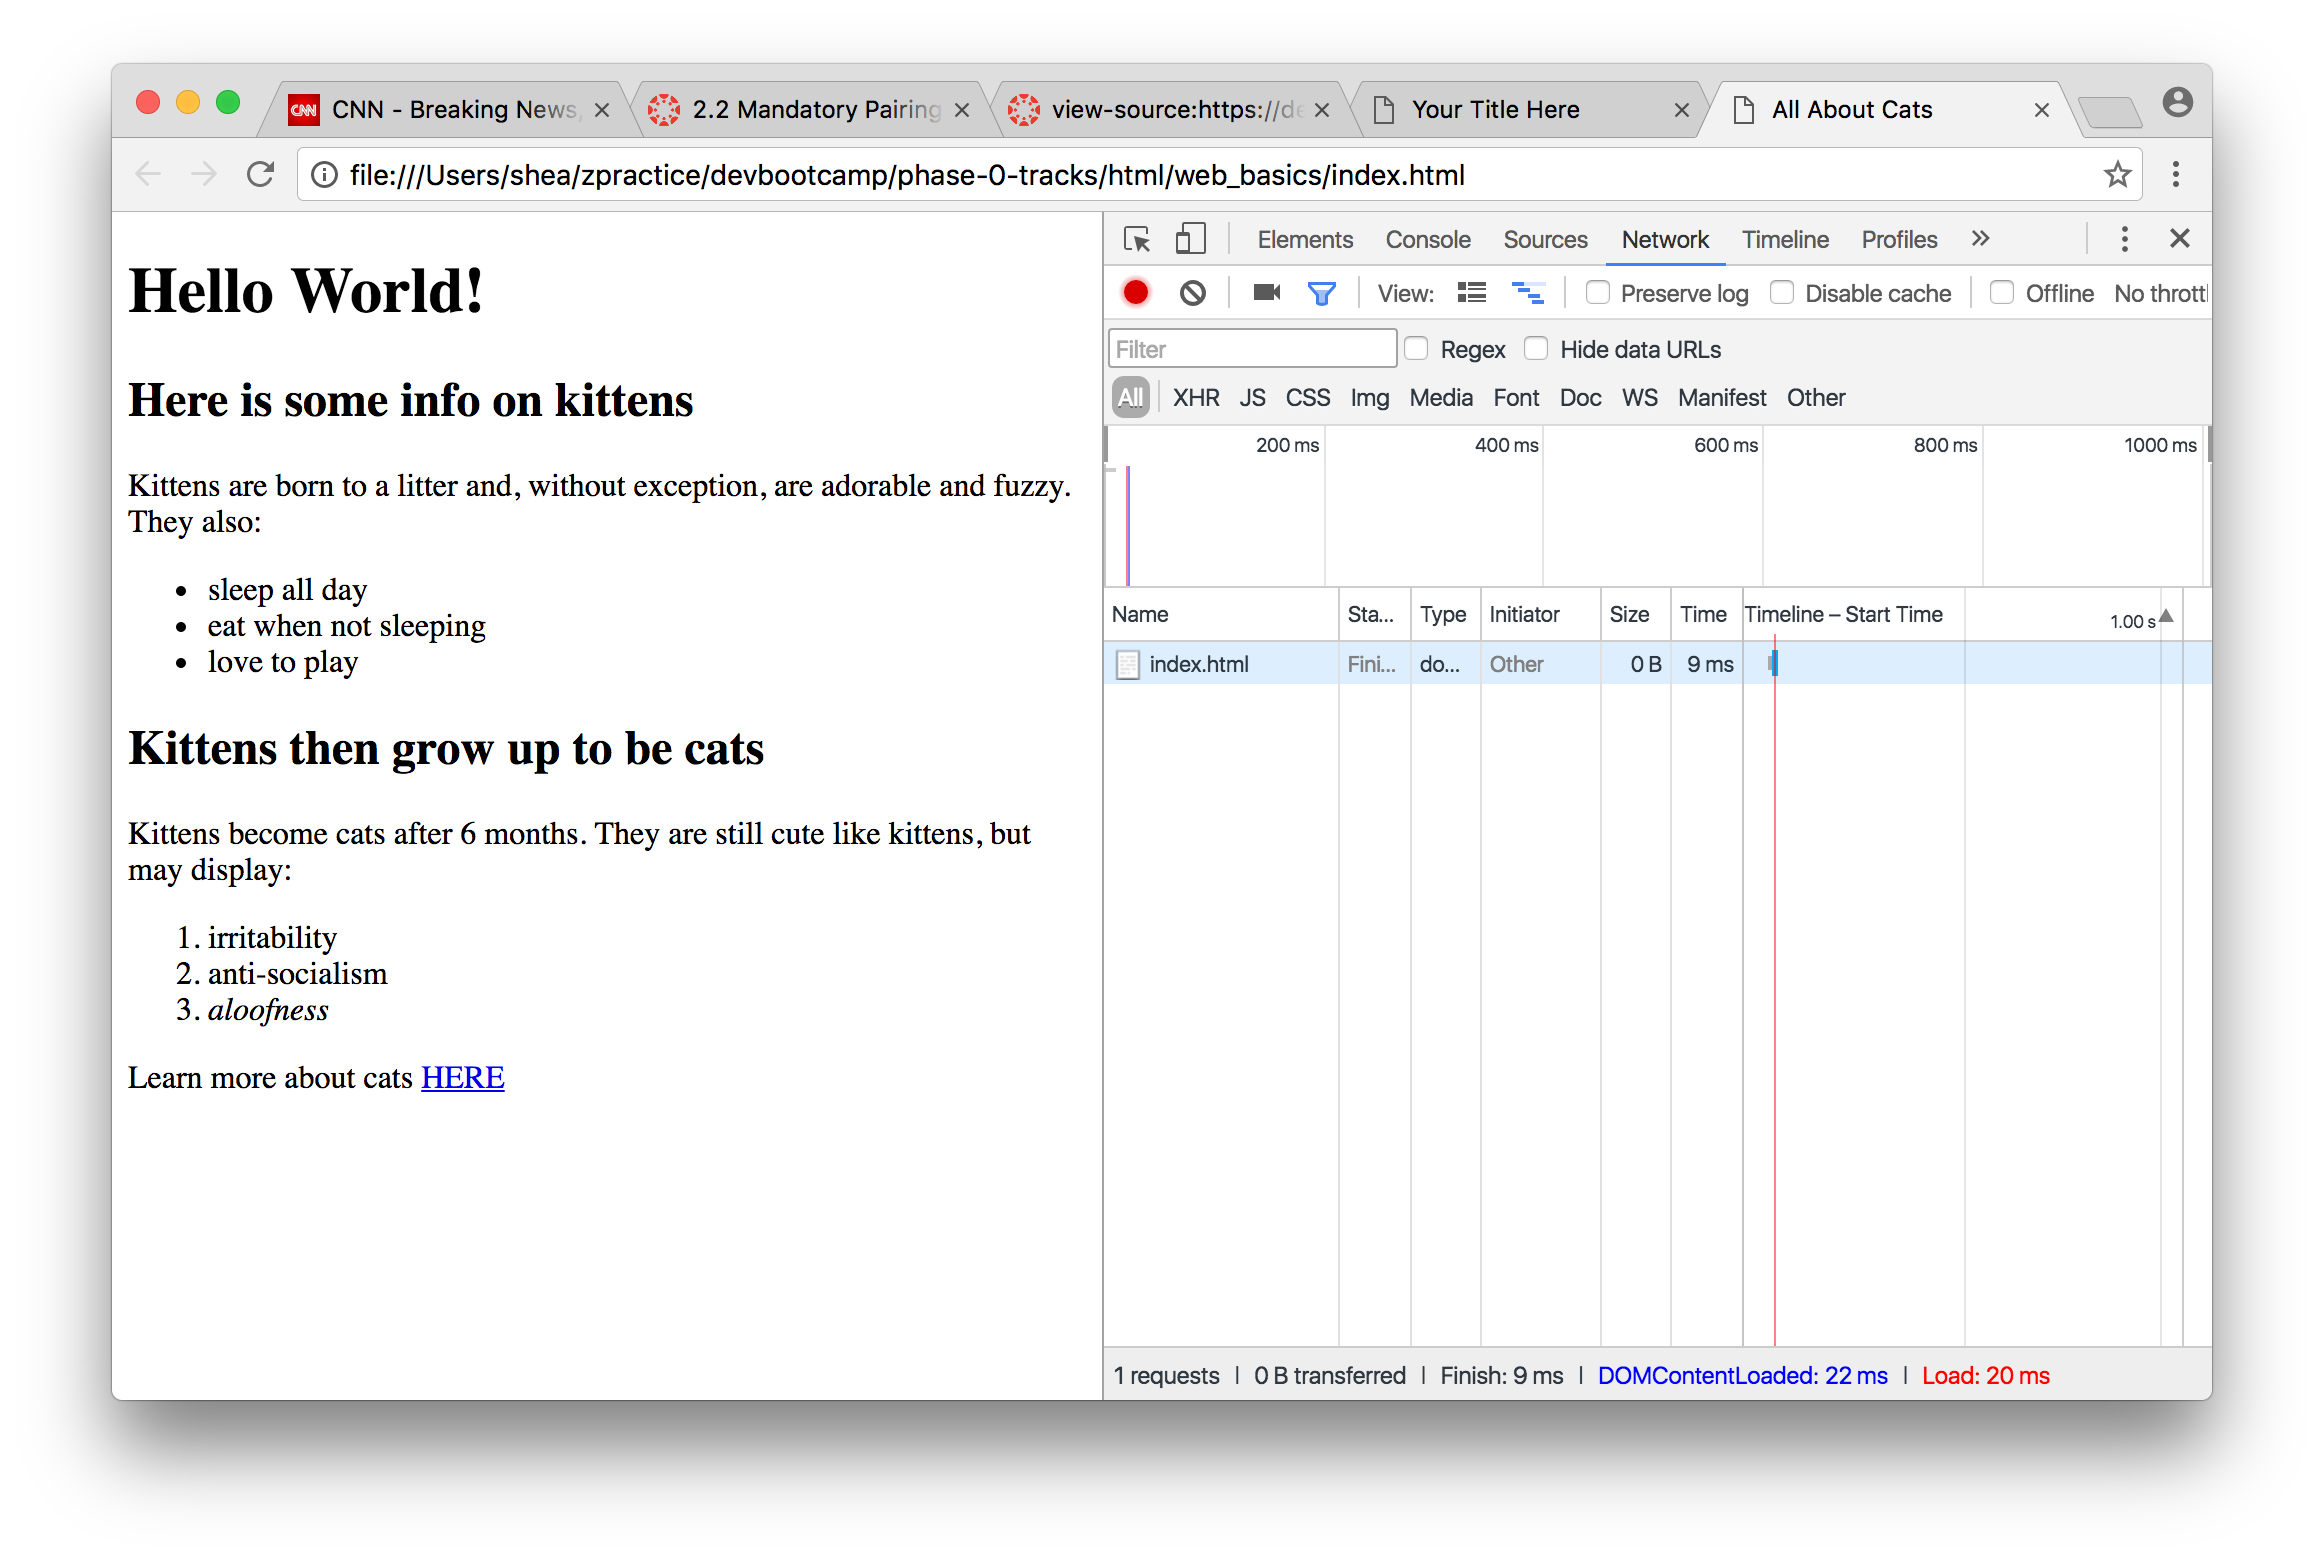 CNN - Breaking News,
2.2 Mandatory Pairing
view-source:https://de
Your Title Here
All About Cats
file:///Users/shea/zpractice/devbootcamp/phase-0-tracks/html/web_basics/index.html
Hello World!
Here is some info on kittens
Kittens are born to a litter and, without exception, are adorable and fuzzy.
They also:
• sleep all day
• eat when not sleeping
• love to play
Kittens then grow up to be cats
Kittens become cats after 6 months. They are still cute like kittens, but
may display:
1. irritability
2. anti-socialism
3. aloofness
Learn more about cats HERE
Elements Console Sources Network Timeline Profiles »
View: Preserve log Disable cache Offline No thrott
Filter Regex Hide data URLs
All XHR JS CSS Img Media Font Doc WS Manifest Other
200 ms 400 ms 600 ms 800 ms 1000 ms
Name Sta... Type Initiator Size Time Timeline – Start Time 1.00 s
index.html Fini... do... Other 0 B 9 ms
1 requests | 0 B transferred | Finish: 9 ms | DOMContentLoaded: 22 ms | Load: 20 ms